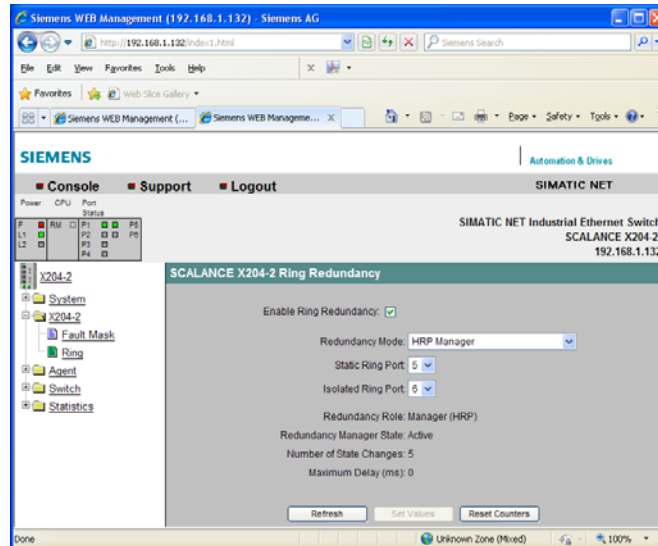 Siemens WEB Management (192.168.1.132) - Siemens AG
http://192.168.1.132/index1.html
Siemens Search
File Edit View Favorites Tools Help
Favorites Web Slice Gallery
Siemens WEB Management (... Siemens WEB Manageme... X Page Safety Tools
SIEMENS
Automation & Drives
Console Support Logout SIMATIC NET
Power CPU Port Status
F RM P1 P5
L1 P2 P6
L2 P3
P4
SIMATIC NET Industrial Ethernet Switch
SCALANCE X204-2
192.168.1.132
X204-2
System
X204-2
Fault Mask
Ring
Agent
Switch
Statistics
SCALANCE X204-2 Ring Redundancy
Enable Ring Redundancy:
Redundancy Mode: HRP Manager
Static Ring Port: 5
Isolated Ring Port: 6
Redundancy Role: Manager (HRP)
Redundancy Manager State: Active
Number of State Changes: 5
Maximum Delay (ms): 0
Refresh Set Values Reset Counters
Done Unknown Zone (Mixed) 100%